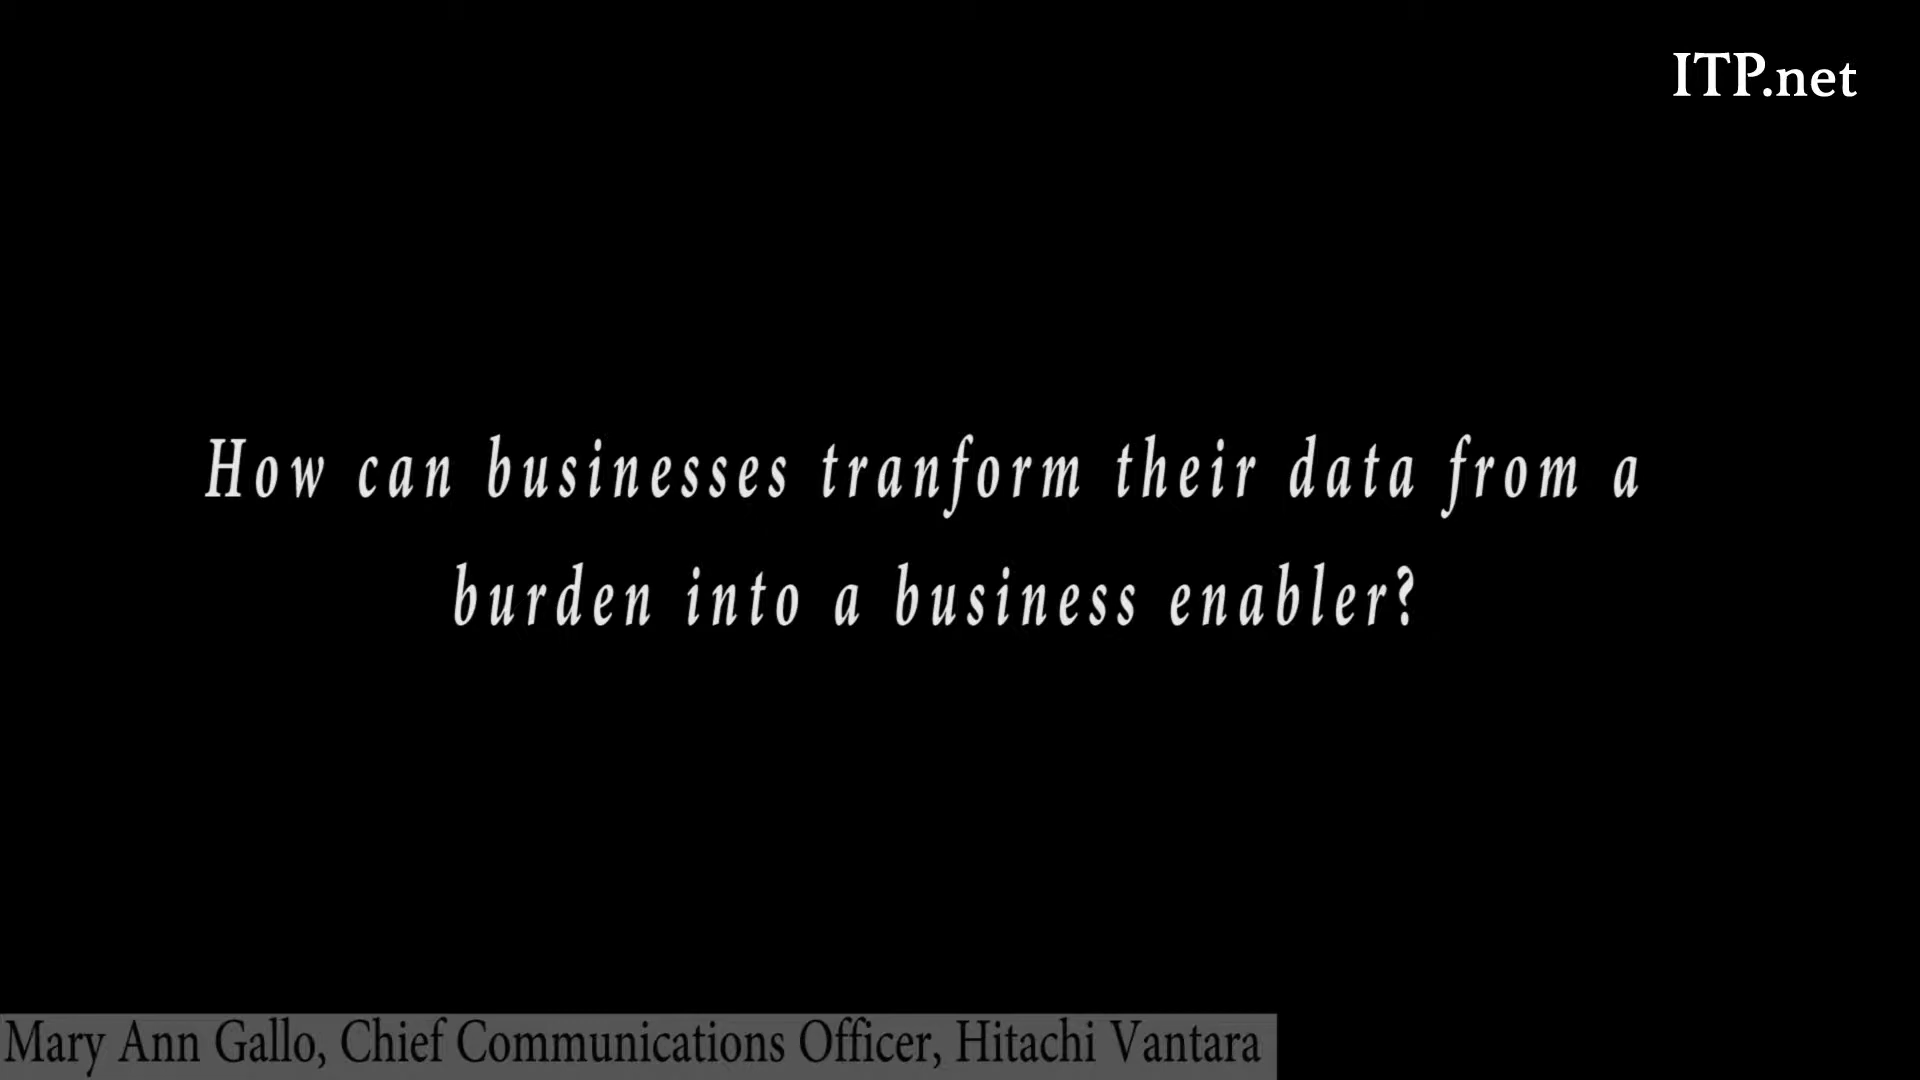 ITP.net
How can businesses tranform their data from a
burden into a business enabler?
Mary Ann Gallo, Chief Communications Officer, Hitachi Vantara